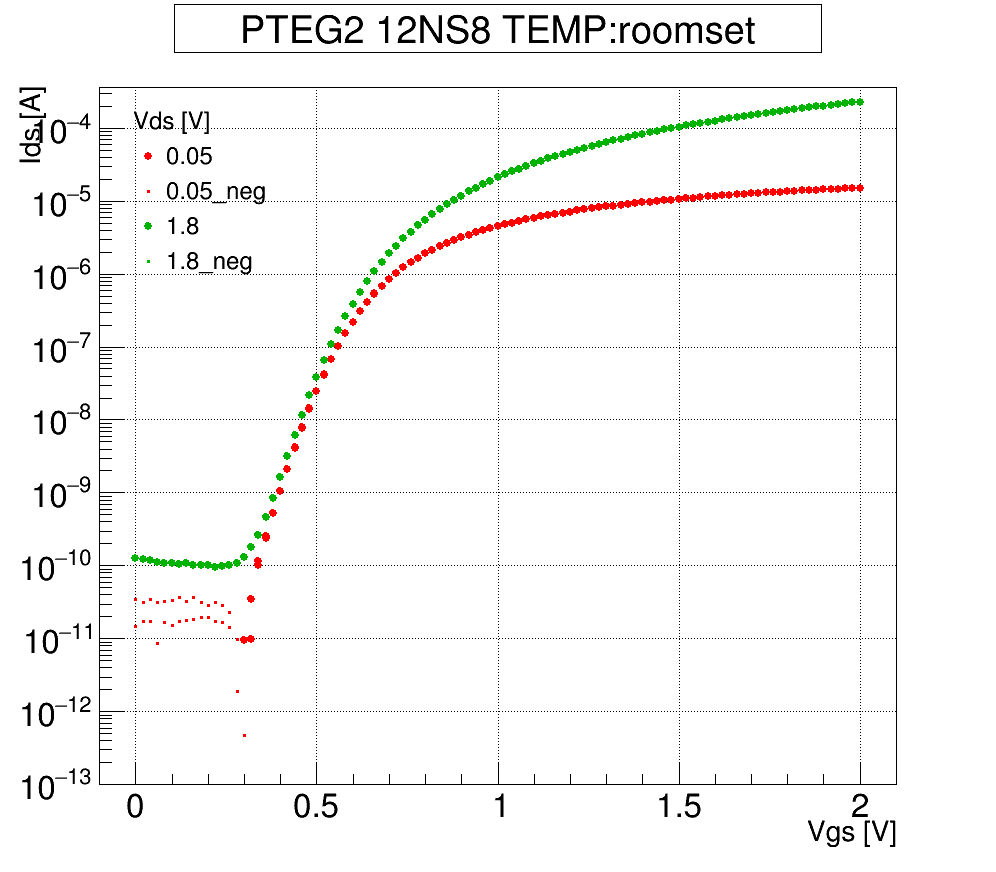 PTEG2 12NS8 TEMP:roomset
Ids [A]
Vds [V]
0.05
0.05_neg
1.8
1.8_neg
10⁻⁴
10⁻⁵
10⁻⁶
10⁻⁷
10⁻⁸
10⁻⁹
10⁻¹⁰
10⁻¹¹
10⁻¹²
10⁻¹³
0 0.5 1 1.5 2
Vgs [V]